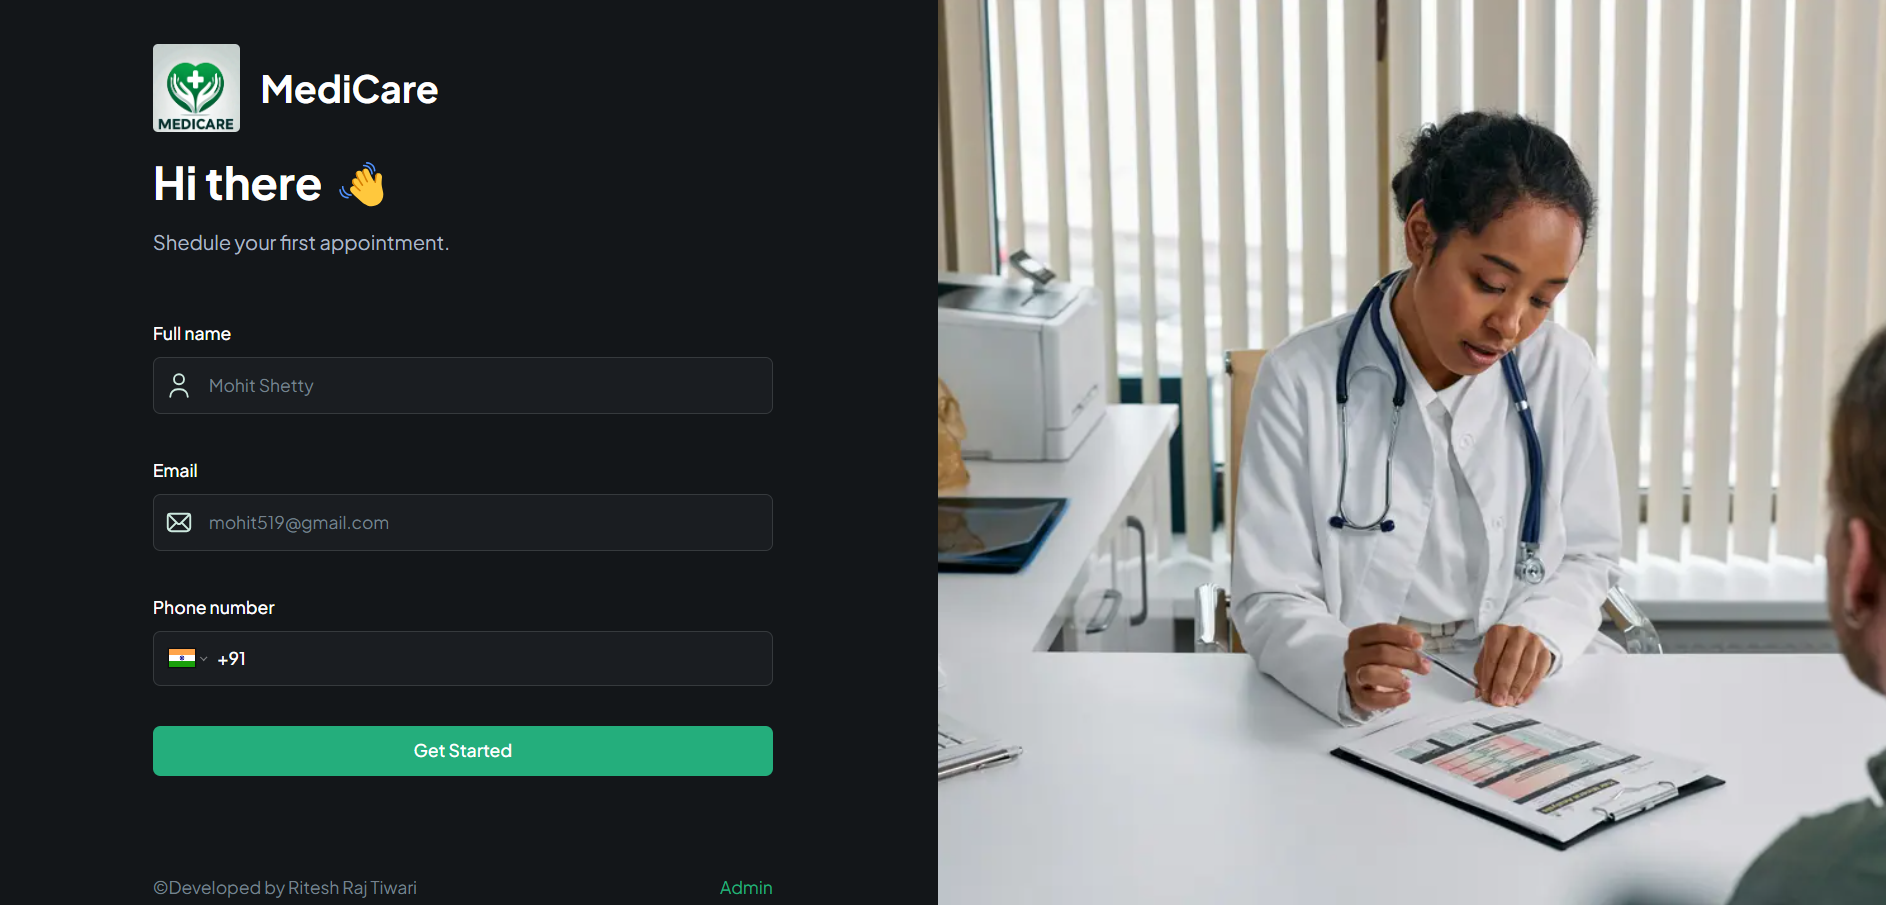 MEDICARE
MediCare
Hi there 👋
Shedule your first appointment.
Full name
Mohit Shetty
Email
mohit519@gmail.com
Phone number
+91
Get Started
©Developed by Ritesh Raj Tiwari
Admin